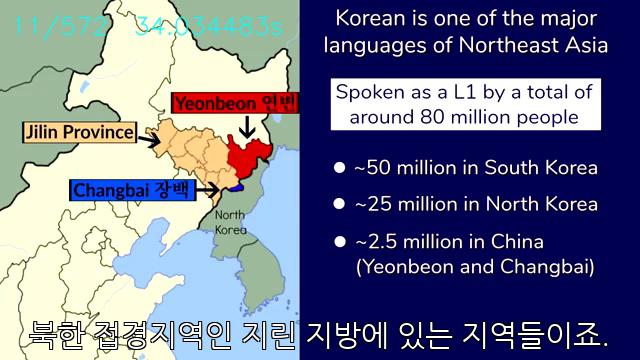 11/572 34.034483s
Yeonbeon 연변
Jilin Province
Changbai 장백
North
Korea
Korean is one of the major
languages of Northeast Asia
Spoken as a L1 by a total of
around 80 million people
~50 million in South Korea
~25 million in North Korea
~2.5 million in China
(Yeonbeon and Changbai)
북한 접경지역인 지린 지방에 있는 지역들이죠.